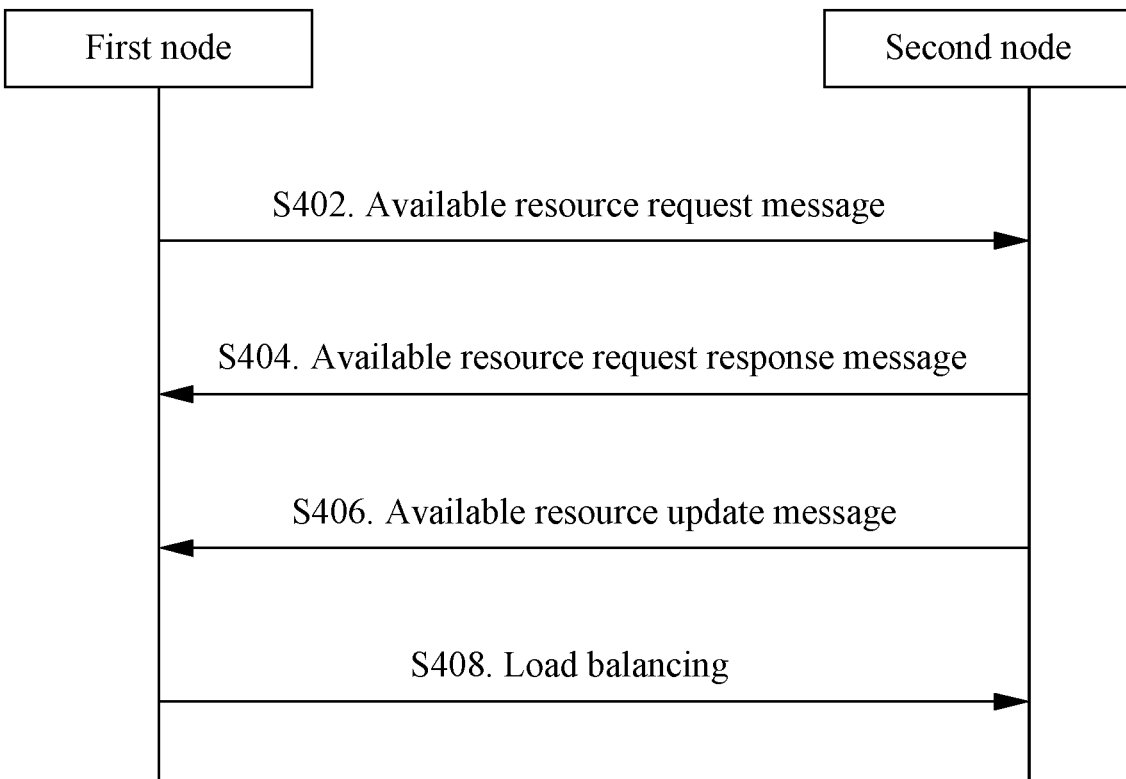 First node
Second node
S402. Available resource request message
S404. Available resource request response message
S406. Available resource update message
S408. Load balancing